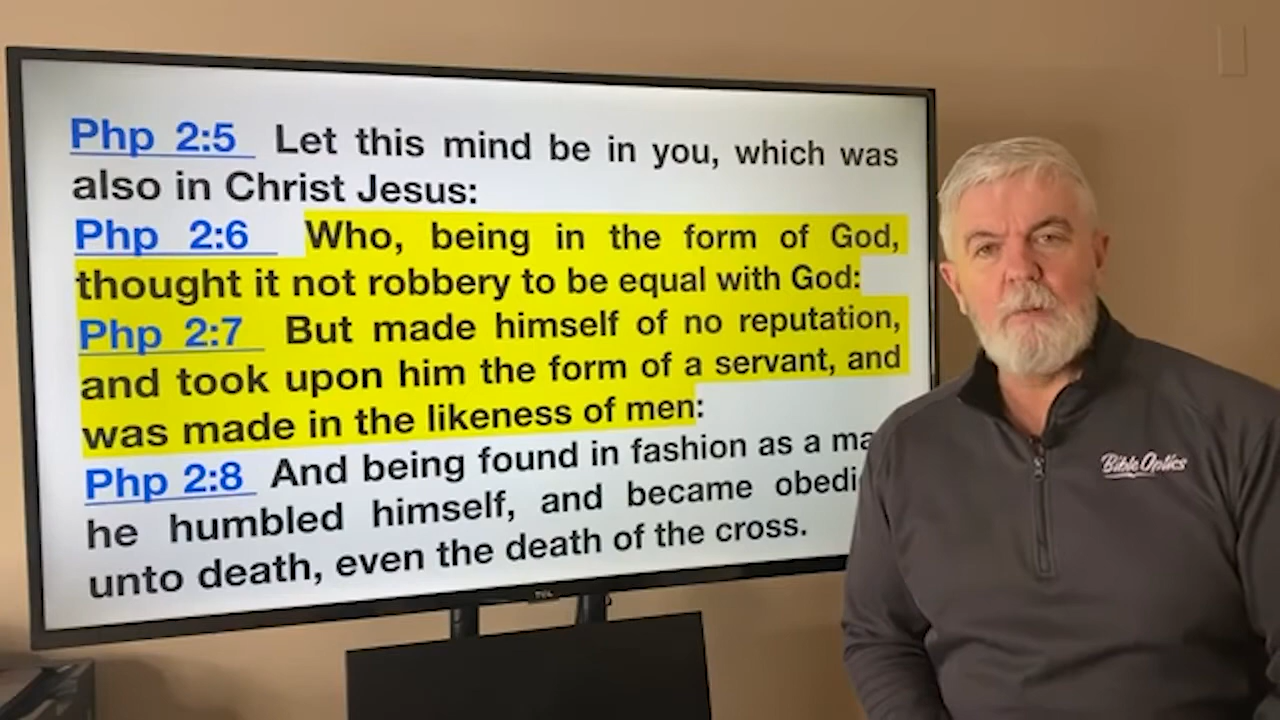 Php 2:5 Let this mind be in you, which was
also in Christ Jesus:
Php 2:6 Who, being in the form of God,
thought it not robbery to be equal with God:
Php 2:7 But made himself of no reputation,
and took upon him the form of a servant, and
was made in the likeness of men:
Php 2:8 And being found in fashion as a ma
he humbled himself, and became obedi
unto death, even the death of the cross.
TCL
Bible Optics